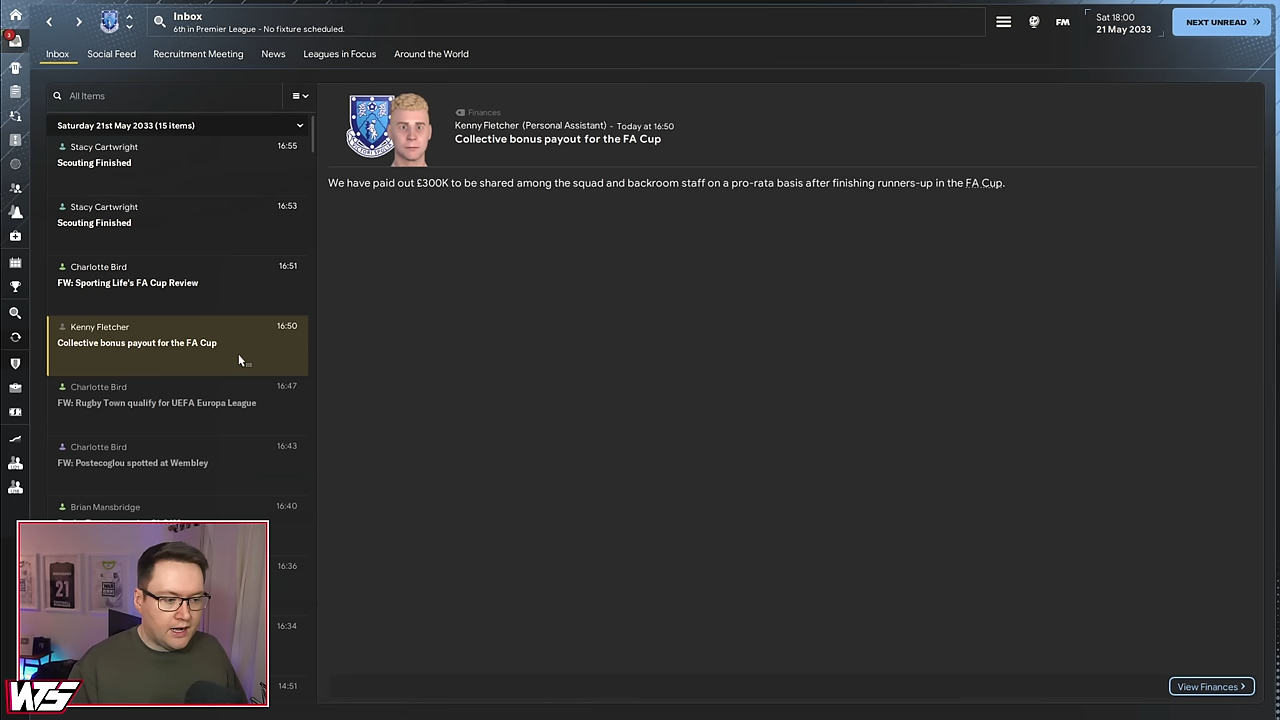 Inbox
6th in Premier League - No fixture scheduled.
FM
Sat 18:00
21 May 2033
NEXT UNREAD
3
Inbox
Social Feed
Recruitment Meeting
News
Leagues in Focus
Around the World
All Items
Saturday 21st May 2033 (15 items)
Stacy Cartwright
16:55
Scouting Finished
Stacy Cartwright
16:53
Scouting Finished
Charlotte Bird
16:51
FW: Sporting Life's FA Cup Review
Kenny Fletcher
16:50
Collective bonus payout for the FA Cup
Charlotte Bird
16:47
FW: Rugby Town qualify for UEFA Europa League
Charlotte Bird
16:43
FW: Postecoglou spotted at Wembley
Brian Mansbridge
16:40
16:36
16:34
14:51
Finances
Kenny Fletcher (Personal Assistant) - Today at 16:50
Collective bonus payout for the FA Cup
We have paid out £300K to be shared among the squad and backroom staff on a pro-rata basis after finishing runners-up in the FA Cup.
View Finances
21
WTS